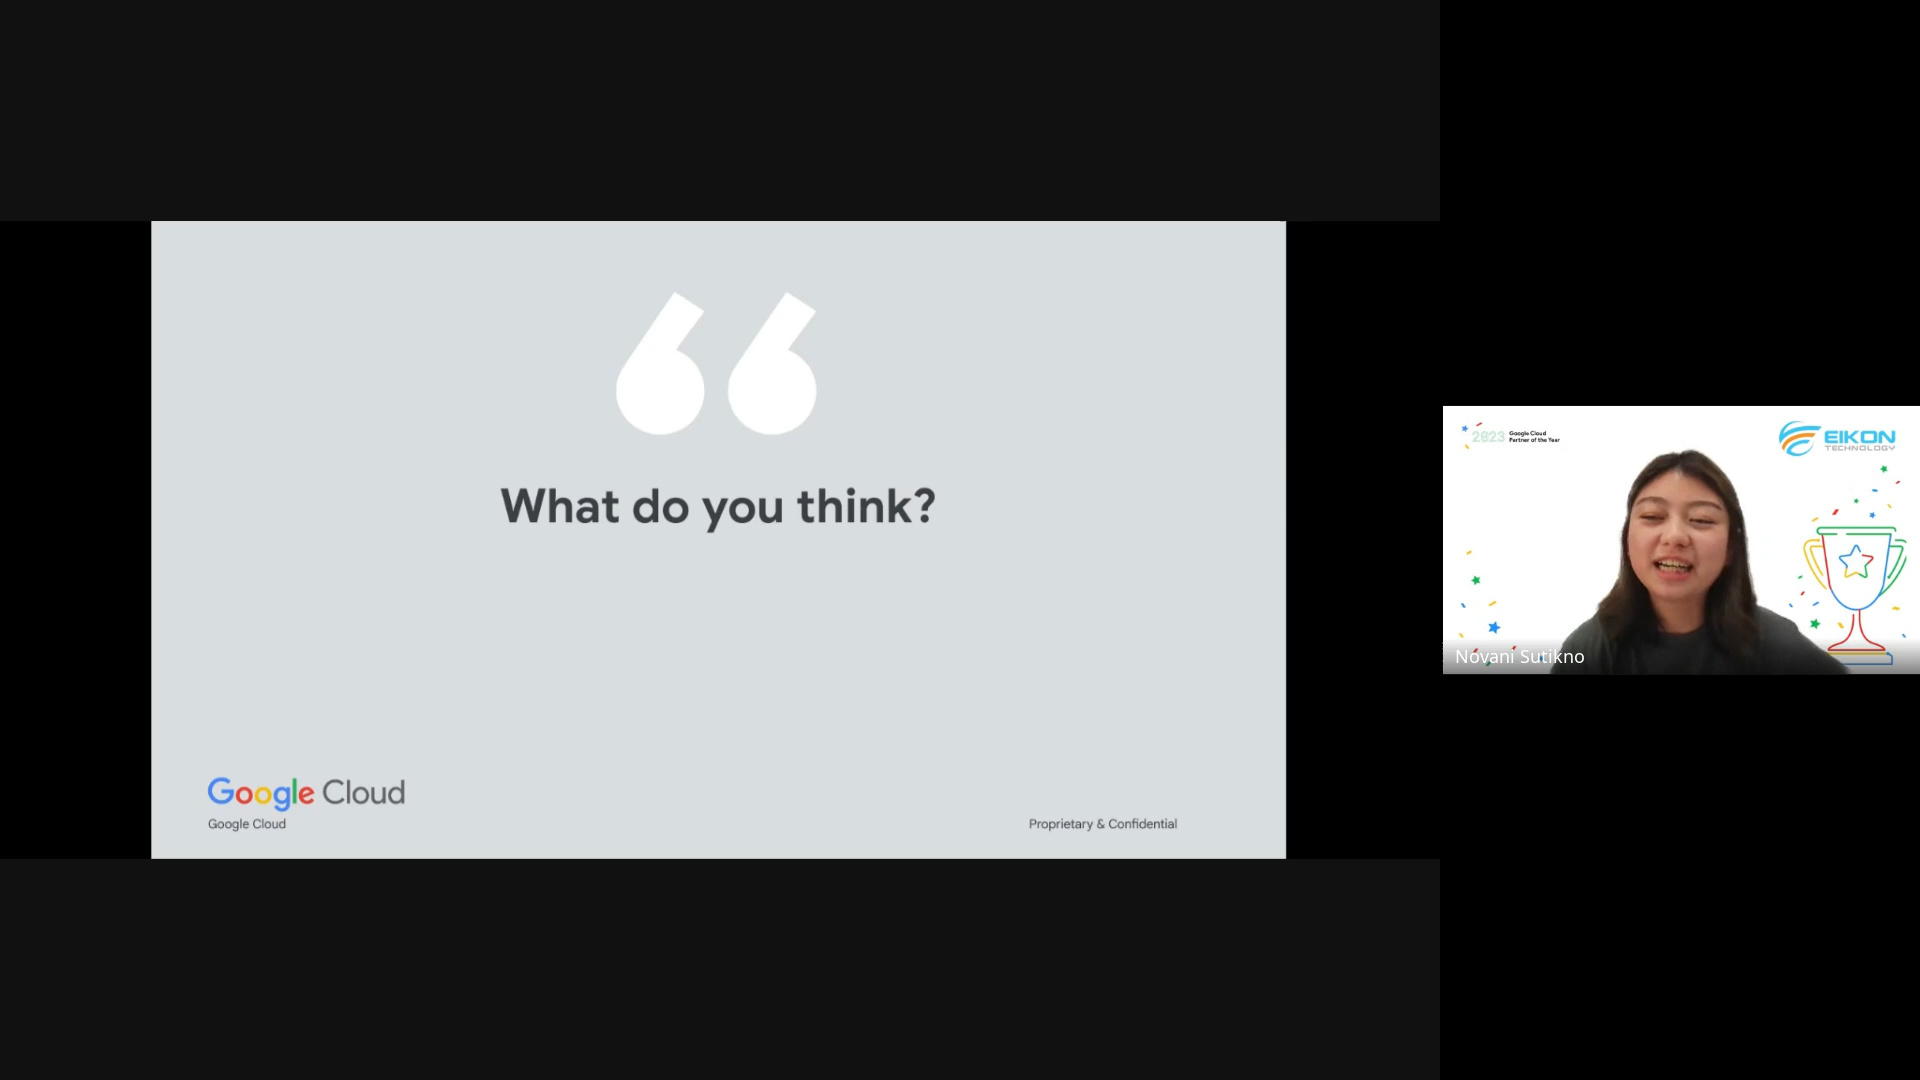 What do you think?
Google Cloud
Google Cloud
Proprietary & Confidential
2023 Google Cloud
Partner of the Year
EIKON
TECHNOLOGY
Novani Sutikno